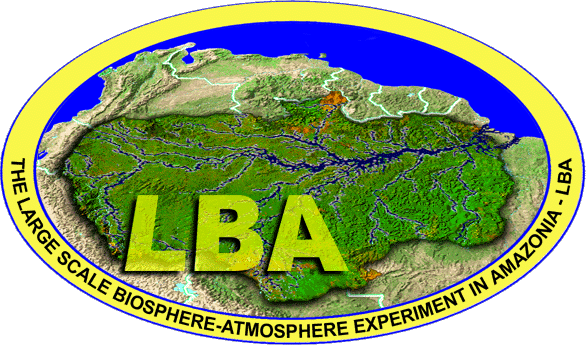 LBA
THE LARGE SCALE BIOSPHERE-ATMOSPHERE EXPERIMENT IN AMAZONIA - LBA